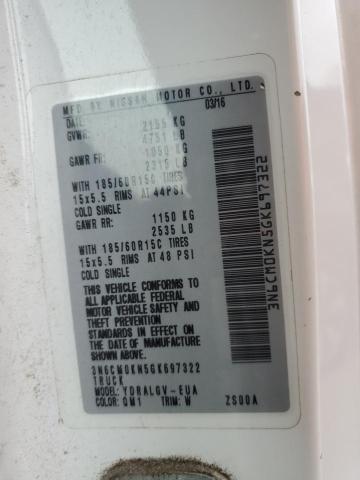 MFD BY NISSAN MOTOR CO., LTD.
DATE: 03/16
GVWR: 2155 KG
4751 LB
GAWR FR: 1050 KG
2315 LB
WITH 185/60R15C TIRES
15x5.5 RIMS AT 44PSI
COLD SINGLE
GAWR RR: 1150 KG
2535 LB
WITH 185/60R15C TIRES
15x5.5 RIMS AT 48 PSI
COLD SINGLE
THIS VEHICLE CONFORMS TO
ALL APPLICABLE FEDERAL
MOTOR VEHICLE SAFETY AND
THEFT PREVENTION
STANDARDS IN EFFECT ON
THE DATE OF MANUFACTURE
SHOWN ABOVE.
3N6CM0KN5GK697322
TRUCK
MODEL: YDRALGV-EUA
COLOR: QM1 TRIM: W ZS00A
3N6CM0KN5GK697322